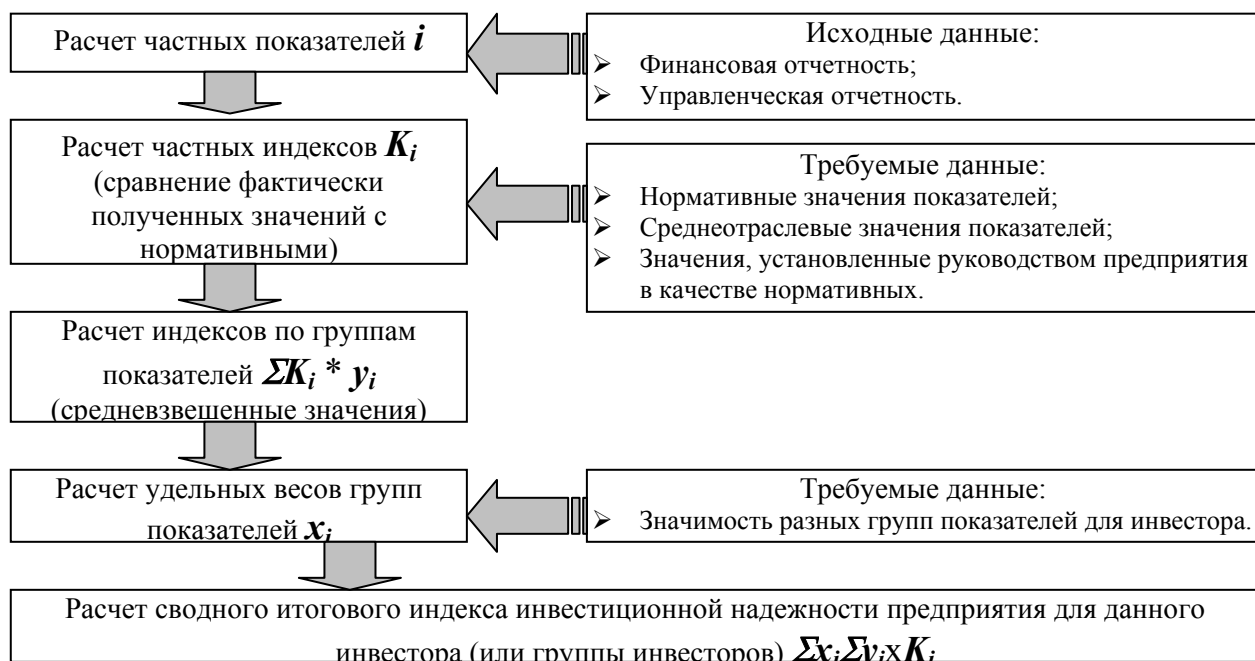 Расчет частных показателей i
Исходные данные:
➢ Финансовая отчетность;
➢ Управленческая отчетность.
Расчет частных индексов Ki
(сравнение фактически
полученных значений с
нормативными)
Требуемые данные:
➢ Нормативные значения показателей;
➢ Среднеотраслевые значения показателей;
➢ Значения, установленные руководством предприятия
в качестве нормативных.
Расчет индексов по группам
показателей ΣKi * yi
(средневзвешенные значения)
Расчет удельных весов групп
показателей xi
Требуемые данные:
➢ Значимость разных групп показателей для инвестора.
Расчет сводного итогового индекса инвестиционной надежности предприятия для данного
инвестора (или группы инвесторов) ΣxiΣyixKi